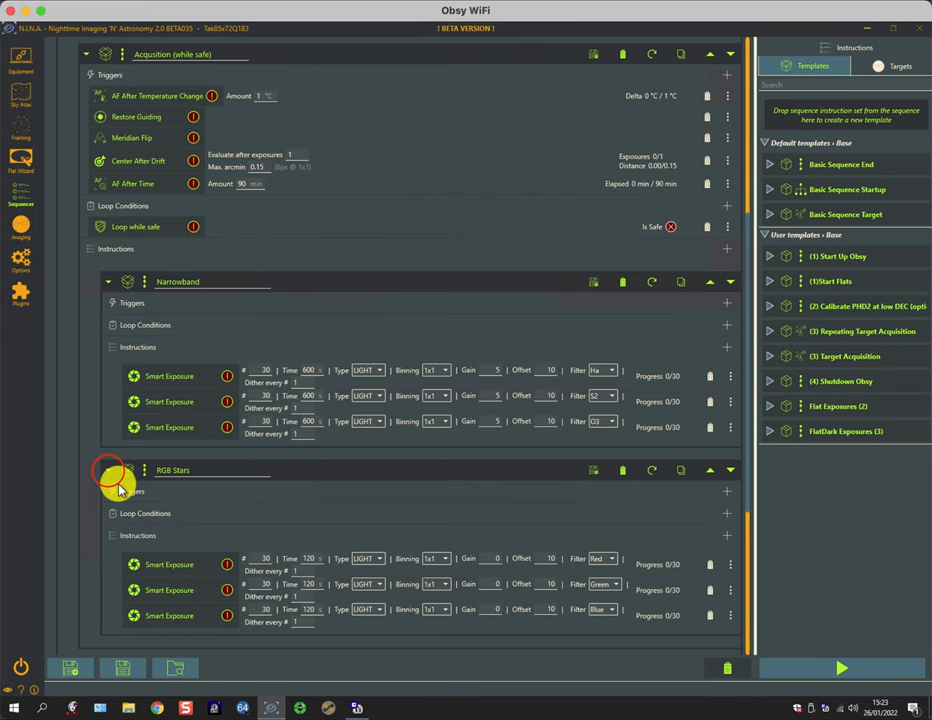 Obsy WiFi
N.I.N.A. - Nighttime Imaging 'N' Astronomy 2.0 BETA035 - Tak85x72Q183
! BETA VERSION !
Equipment
Sky Atlas
Framing
Flat Wizard
Sequencer
Imaging
Options
Plugins
Acqusition (while safe)
Triggers
AF After Temperature Change Amount 1 °C Delta 0 °C / 1 °C
Restore Guiding
Meridian Flip
Center After Drift Evaluate after exposures 1 Exposures 0/1
Max. arcmin 0.15 (6px @ 1x1) Distance 0.00/0.15
AF After Time Amount 90 min Elapsed 0 min / 90 min
Loop Conditions
Loop while safe Is Safe
Instructions
Narrowband
Triggers
Loop Conditions
Instructions
Smart Exposure # 30 | Time 600 s | Type LIGHT | Binning 1x1 | Gain 5 | Offset 10 | Filter Ha | Progress 0/30
Dither every # 1
Smart Exposure # 30 | Time 600 s | Type LIGHT | Binning 1x1 | Gain 5 | Offset 10 | Filter S2 | Progress 0/30
Dither every # 1
Smart Exposure # 30 | Time 600 s | Type LIGHT | Binning 1x1 | Gain 5 | Offset 10 | Filter O3 | Progress 0/30
Dither every # 1
RGB Stars
Loop Conditions
Instructions
Smart Exposure # 30 | Time 120 s | Type LIGHT | Binning 1x1 | Gain 0 | Offset 10 | Filter Red | Progress 0/30
Dither every # 1
Smart Exposure # 30 | Time 120 s | Type LIGHT | Binning 1x1 | Gain 0 | Offset 10 | Filter Green | Progress 0/30
Dither every # 1
Smart Exposure # 30 | Time 120 s | Type LIGHT | Binning 1x1 | Gain 0 | Offset 10 | Filter Blue | Progress 0/30
Dither every # 1
Instructions
Templates Targets
Search
Drop sequence instruction set from the sequence
here to create a new template
Default templates › Base
Basic Sequence End
Basic Sequence Startup
Basic Sequence Target
User templates › Base
(1) Start Up Obsy
(1)Start Flats
(2) Calibrate PHD2 at low DEC (opti
(3) Repeating Target Acquisition
(3) Target Acquisition
(4) Shutdown Obsy
Flat Exposures (2)
FlatDark Exposures (3)
64
15:23
26/01/2022